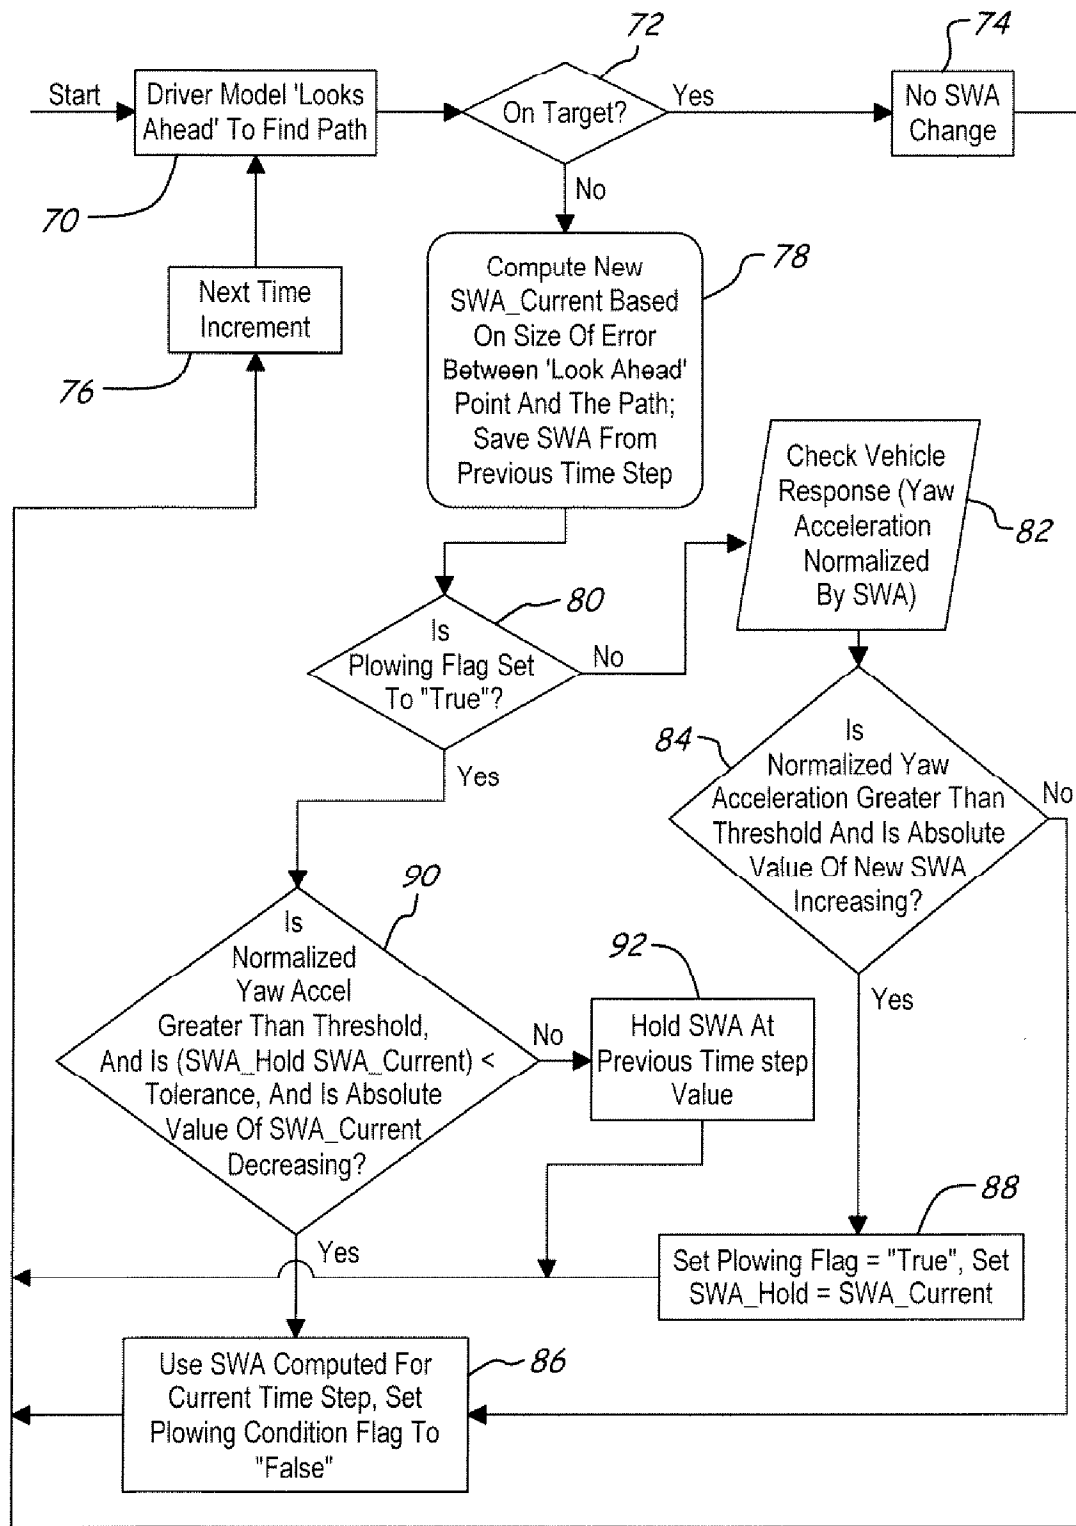 72
74
Start
Driver Model 'Looks
Ahead' To Find Path
On Target?
Yes
No SWA
Change
70
No
Next Time
Increment
76
Compute New
SWA_Current Based
On Size Of Error
Between 'Look Ahead'
Point And The Path;
Save SWA From
Previous Time Step
78
Check Vehicle
Response (Yaw
Acceleration
Normalized
By SWA)
82
80
Is
Plowing Flag Set
To "True"?
No
Yes
84
Is
Normalized Yaw
Acceleration Greater Than
Threshold And Is Absolute
Value Of New SWA
Increasing?
No
Yes
90
Is
Normalized
Yaw Accel
Greater Than Threshold,
And Is (SWA_Hold SWA_Current) <
Tolerance, And Is Absolute
Value Of SWA_Current
Decreasing?
No
92
Hold SWA At
Previous Time step
Value
Yes
88
Set Plowing Flag = "True", Set
SWA_Hold = SWA_Current
Use SWA Computed For
Current Time Step, Set
Plowing Condition Flag To
"False"
86